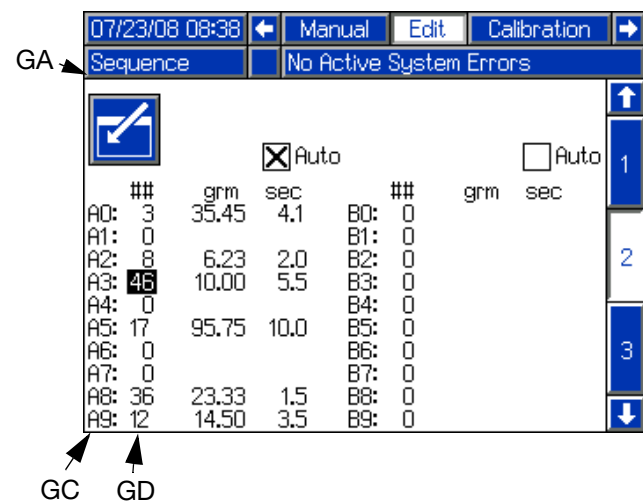 07/23/08 08:38 Manual Edit Calibration
GA Sequence No Active System Errors
Auto Auto 1
## grm sec ## grm sec
A0: 3 35.45 4.1 B0: 0
A1: 0 B1: 0
A2: 8 6.23 2.0 B2: 0 2
A3: 46 10.00 5.5 B3: 0
A4: 0 B4: 0
A5: 17 95.75 10.0 B5: 0
A6: 0 B6: 0 3
A7: 0 B7: 0
A8: 36 23.33 1.5 B8: 0
A9: 12 14.50 3.5 B9: 0
GC GD